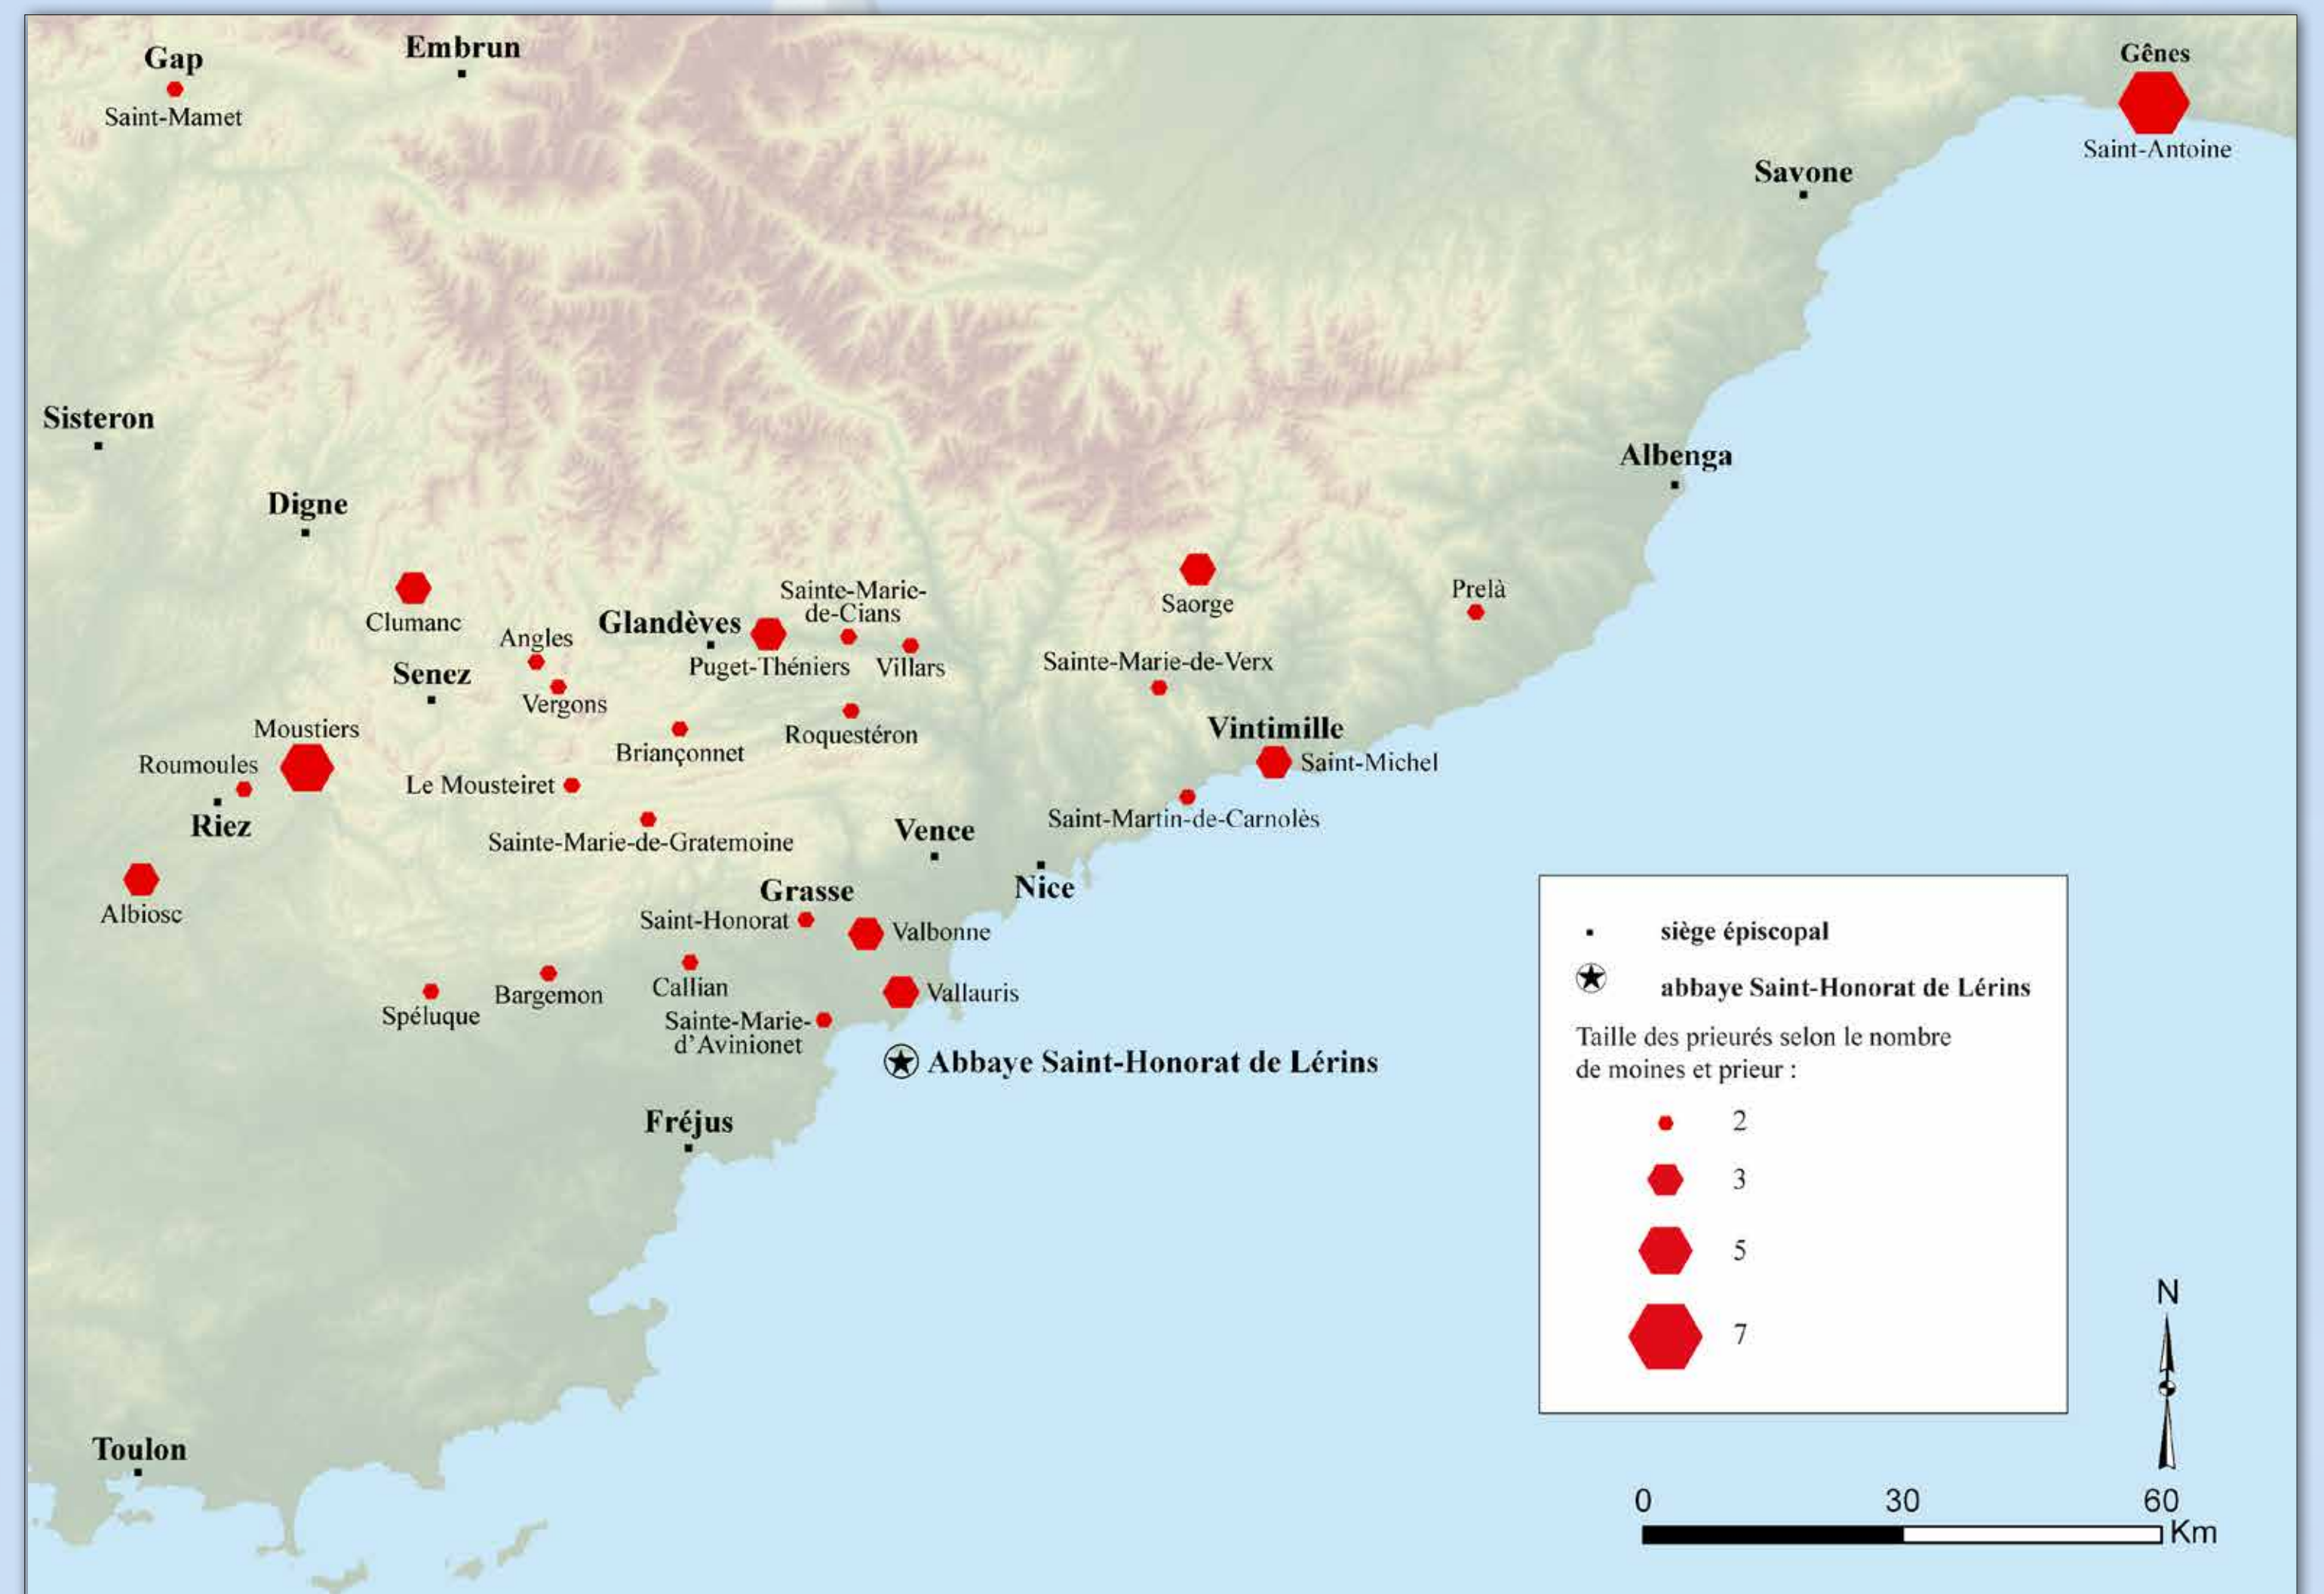 Gap
Saint-Mamet
Embrun
Gênes
Saint-Antoine
Savone
Sisteron
Albenga
Digne
Clumanc
Angles
Glandèves
Sainte-Marie-
de-Cians
Puget-Théniers
Villars
Saorge
Prelà
Senez
Vergons
Sainte-Marie-de-Verx
Moustiers
Roumoules
Briançonnet
Roquestéron
Vintimille
Saint-Michel
Riez
Le Mousteiret
Sainte-Marie-de-Gratemoine
Vence
Saint-Martin-de-Carnolès
Nice
Albiosc
Grasse
Saint-Honorat
Valbonne
Spéluque
Bargemon
Callian
Vallauris
Sainte-Marie-
d'Avinionet
Abbaye Saint-Honorat de Lérins
Fréjus
Toulon
siège épiscopal
abbaye Saint-Honorat de Lérins
Taille des prieurés selon le nombre
de moines et prieur :
2
3
5
7
N
0 30 60
Km